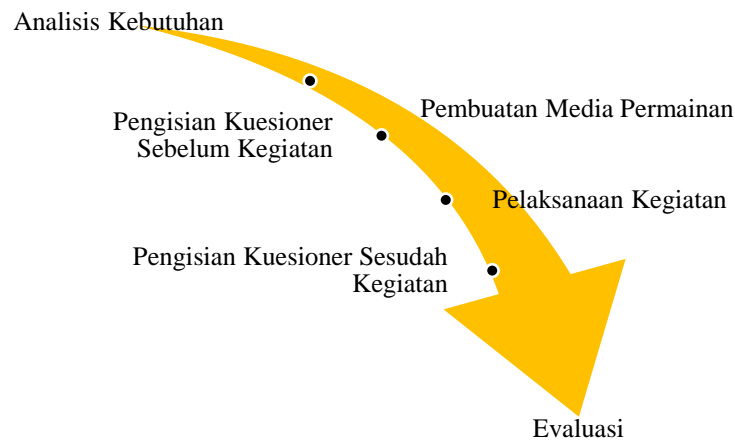 Analisis Kebutuhan
Pembuatan Media Permainan
Pengisian Kuesioner
Sebelum Kegiatan
Pelaksanaan Kegiatan
Pengisian Kuesioner Sesudah
Kegiatan
Evaluasi